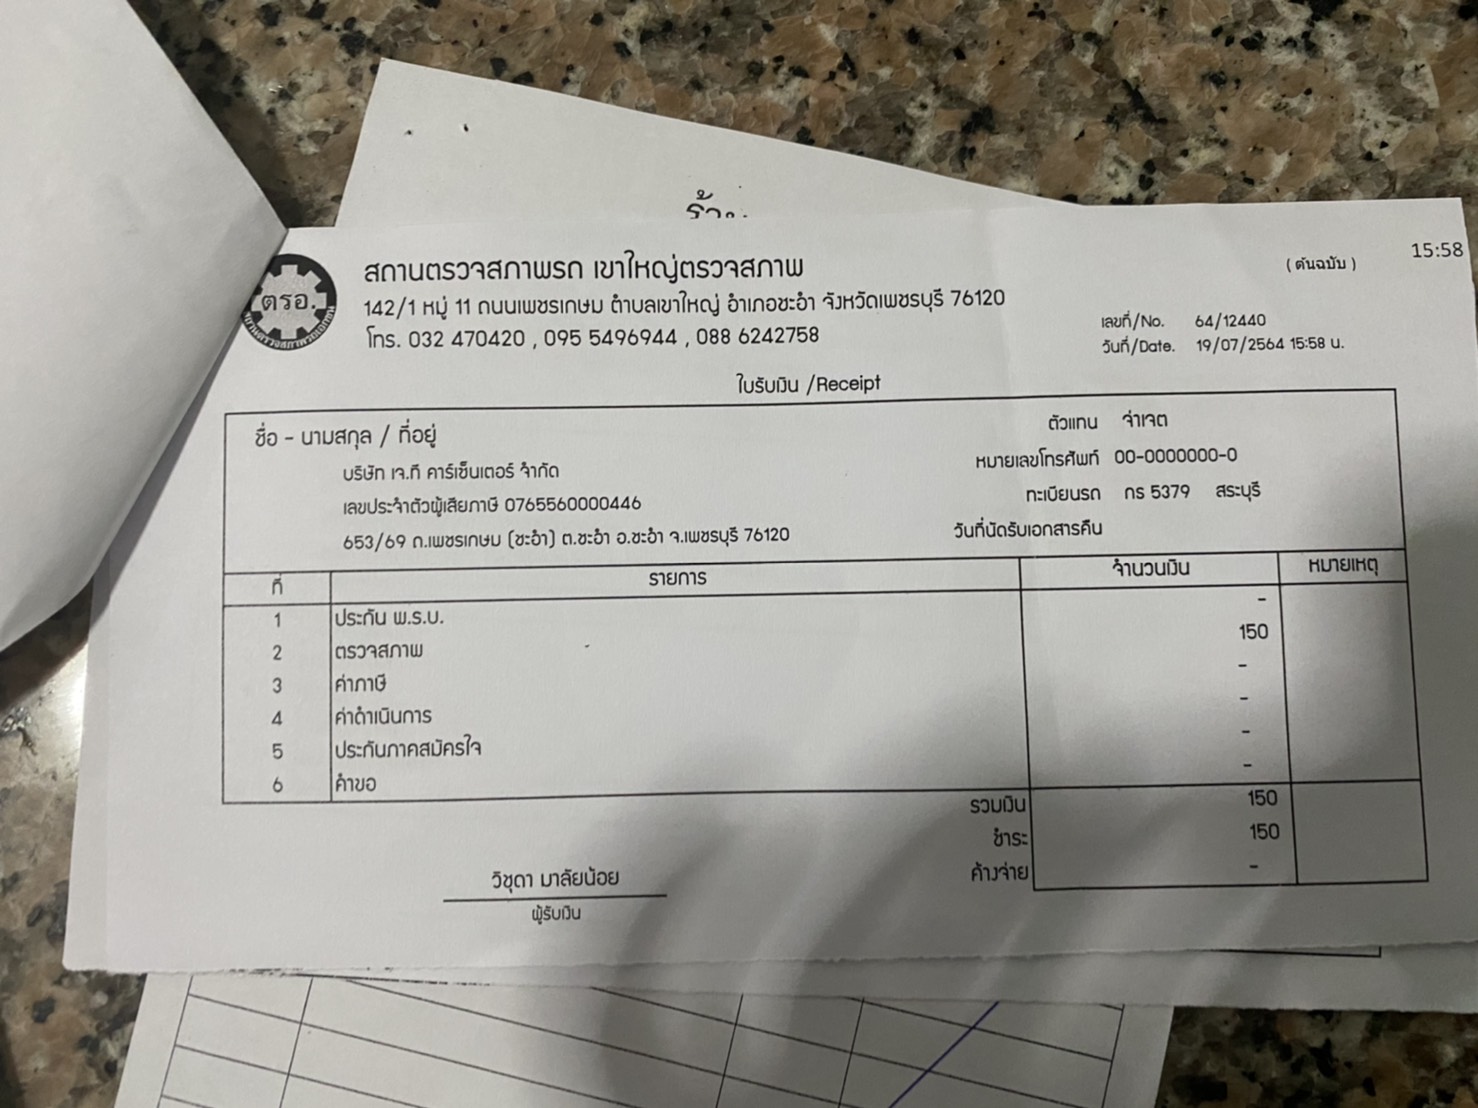 ร้าน
15:58
สถานตรวจสภาพรถ เขาใหญ่ตรวจสภาพ
( ต้นฉบับ )
ตรอ.
142/1 หมู่ 11 ถนนเพชรเกษม ตำบลเขาใหญ่ อำเภอชะอำ จังหวัดเพชรบุรี 76120
โทร. 032 470420 , 095 5496944 , 088 6242758
เลขที่/No. 64/12440
วันที่/Date. 19/07/2564 15:58 น.
ใบรับเงิน /Receipt
ชื่อ - นามสกุล / ที่อยู่
ตัวแทน จ่าเจต
บริษัท เจ.ที คาร์เซ็นเตอร์ จำกัด
หมายเลขโทรศัพท์ 00-0000000-0
เลขประจำตัวผู้เสียภาษี 0765560000446
ทะเบียนรถ กร 5379 สระบุรี
653/69 ถ.เพชรเกษม (ชะอำ) ต.ชะอำ อ.ชะอำ จ.เพชรบุรี 76120
วันที่นัดรับเอกสารคืน
ที่ รายการ จำนวนเงิน หมายเหตุ
1 ประกัน พ.ร.บ. -
2 ตรวจสภาพ 150
3 ค่าภาษี -
4 ค่าดำเนินการ -
5 ประกันภาคสมัครใจ -
6 คำขอ -
รวมเงิน 150
ชำระ 150
ค้างจ่าย -
วิชุดา มาลัยน้อย
ผู้รับเงิน